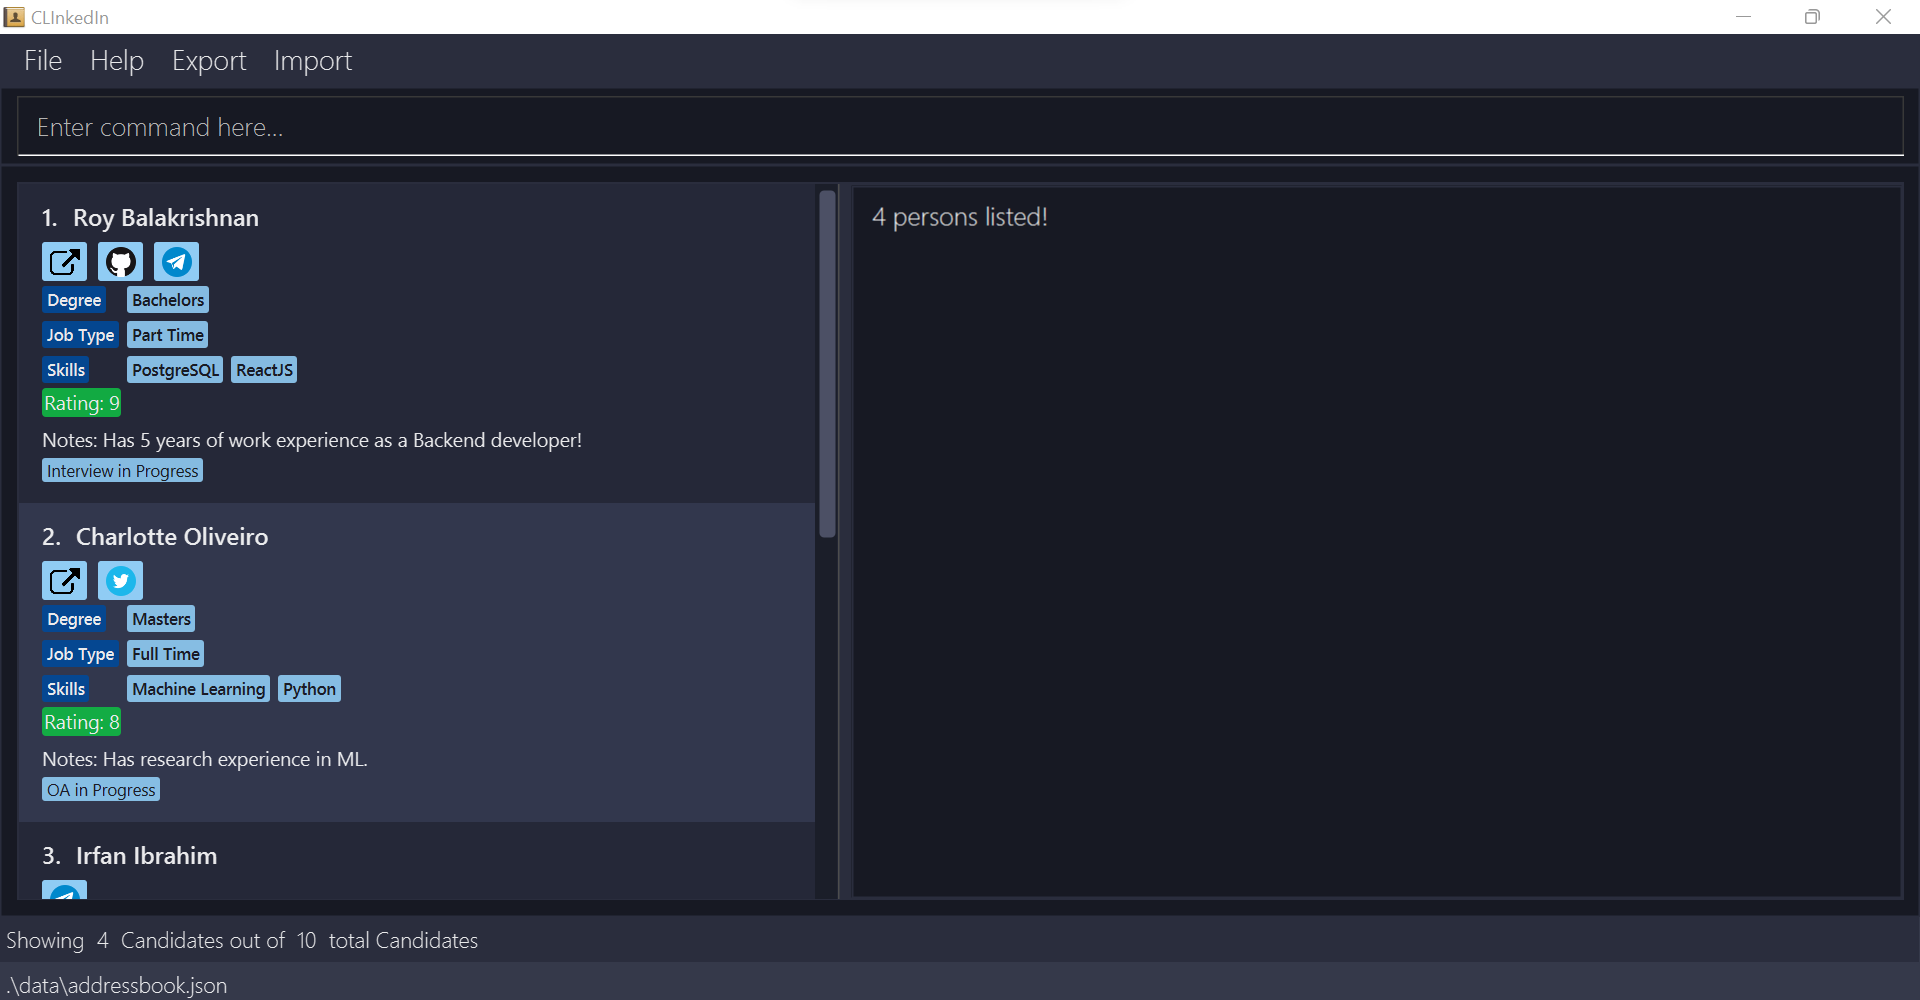 CLInkedIn
File Help Export Import
Enter command here...
1. Roy Balakrishnan
Degree Bachelors
Job Type Part Time
Skills PostgreSQL ReactJS
Rating: 9
Notes: Has 5 years of work experience as a Backend developer!
Interview in Progress
2. Charlotte Oliveiro
Degree Masters
Job Type Full Time
Skills Machine Learning Python
Rating: 8
Notes: Has research experience in ML.
OA in Progress
3. Irfan Ibrahim
4 persons listed!
Showing 4 Candidates out of 10 total Candidates
.\data\addressbook.json